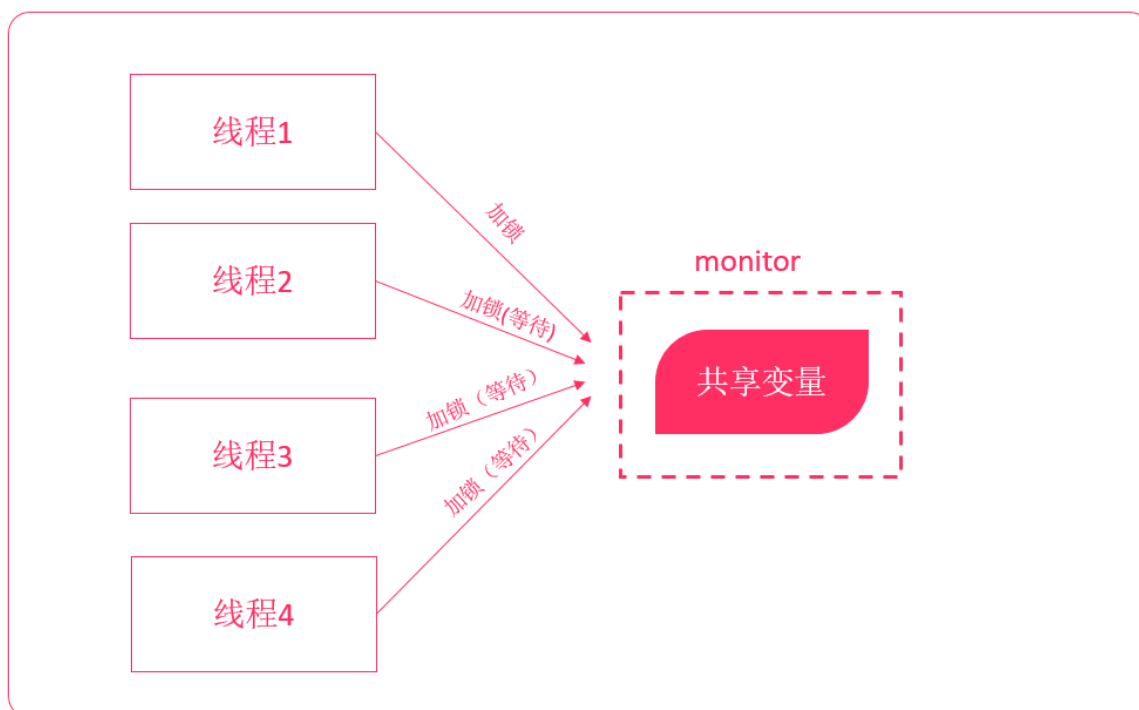 线程1
加锁
线程2
加锁(等待)
monitor
共享变量
加锁（等待）
线程3
加锁（等待）
线程4